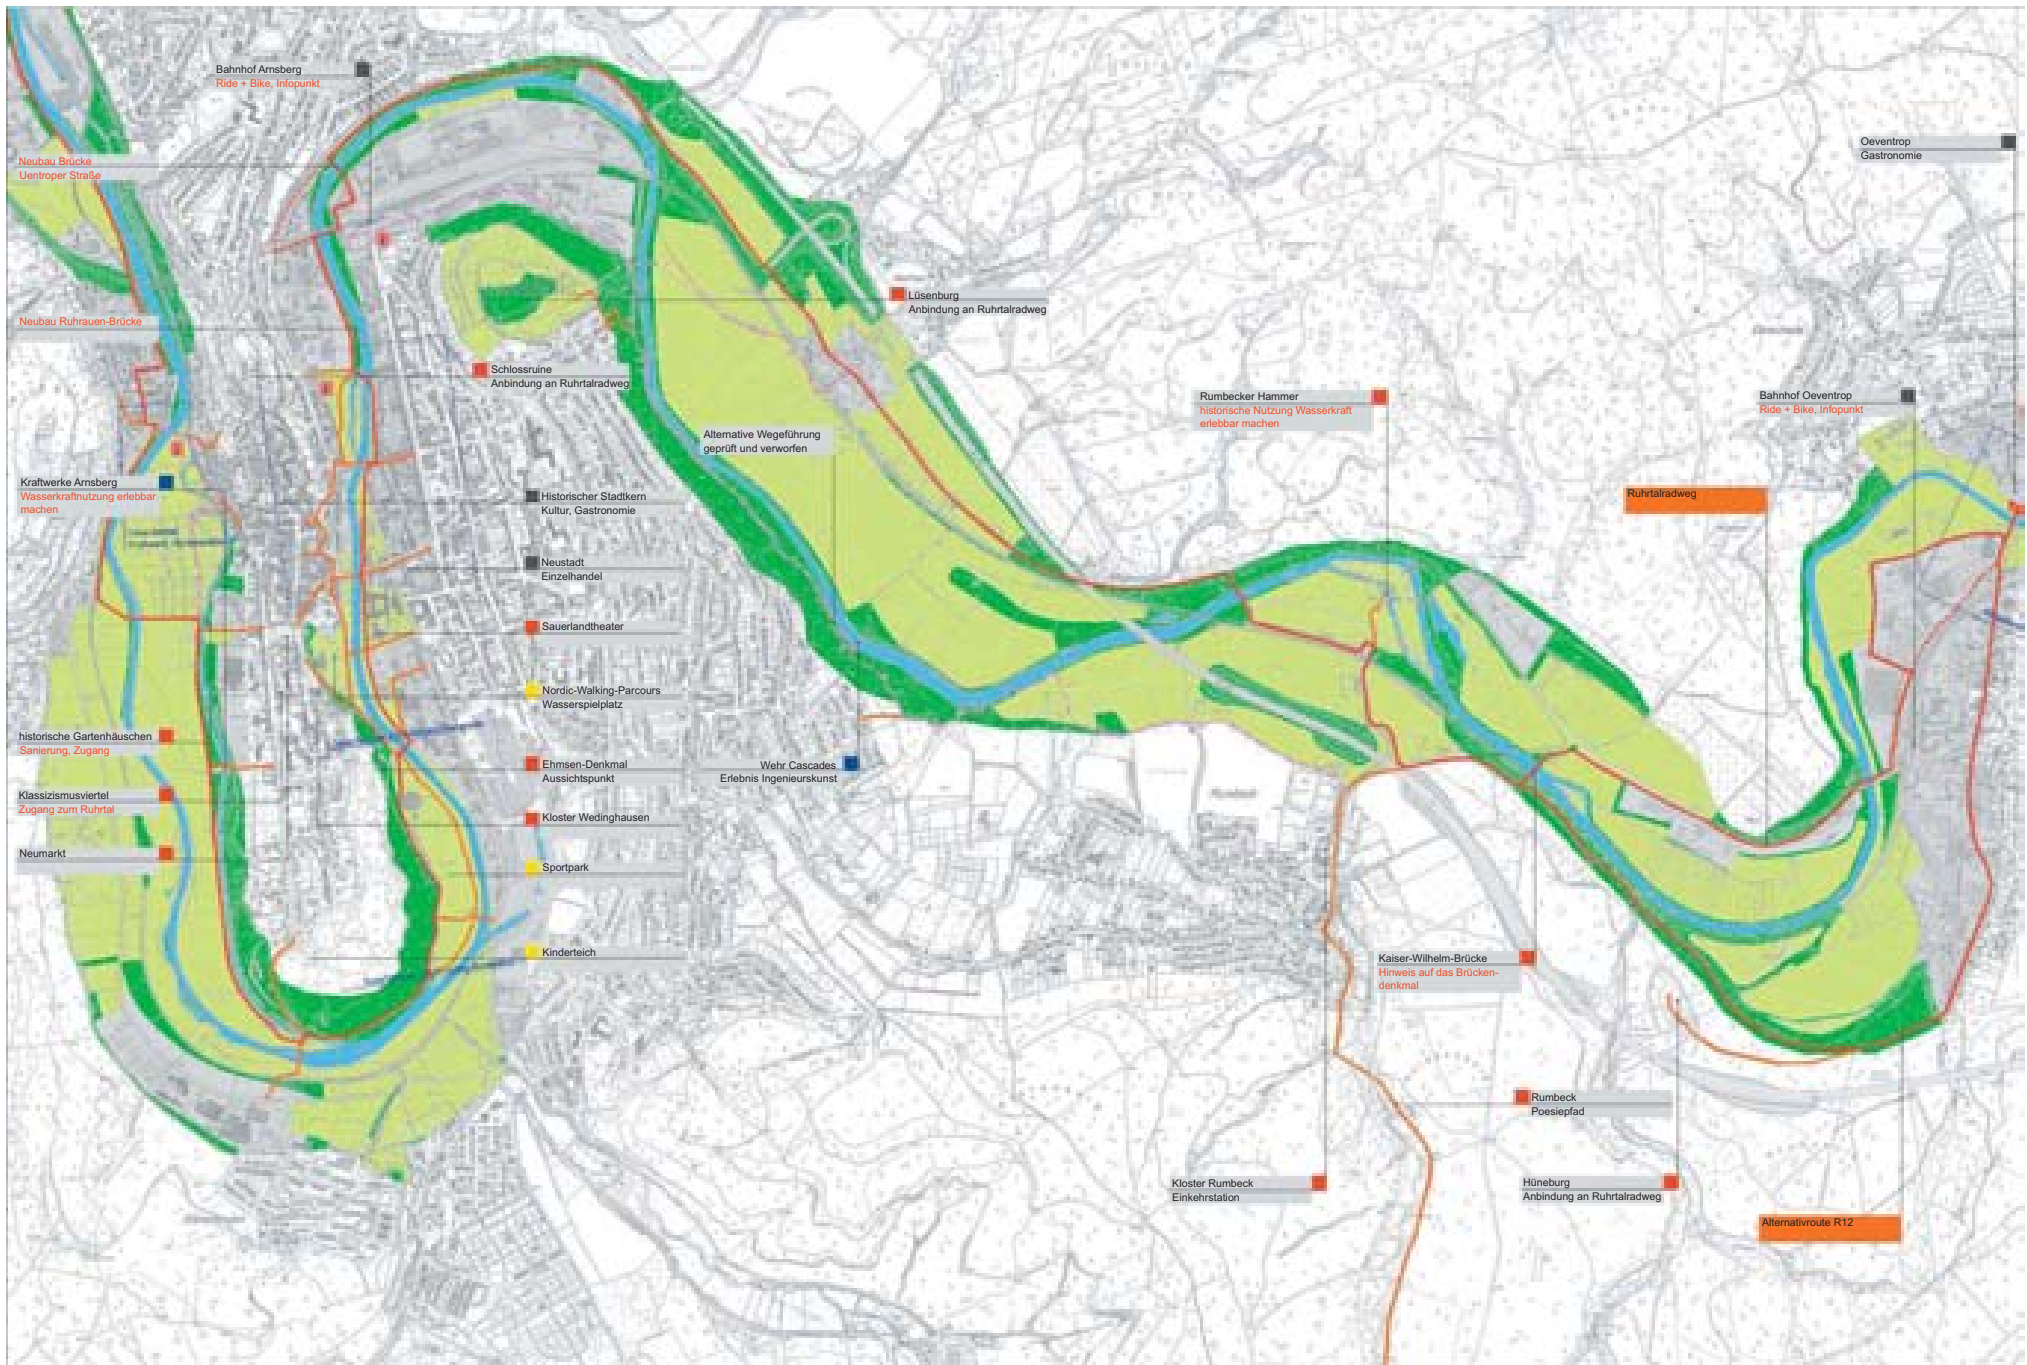 Bahnhof Arnsberg
Ride + Bike, Infopunkt
Neubau Brücke
Uentroper Straße
Neubau Ruhrauen-Brücke
Kraftwerke Arnsberg
Wasserkraftnutzung erlebbar
machen
historische Gartenhäuschen
Sanierung, Zugang
Klassizismusviertel
Zugang zum Ruhrtal
Neumarkt
Schlossruine
Anbindung an Ruhrtalradweg
Historischer Stadtkern
Kultur, Gastronomie
Neustadt
Einzelhandel
Sauerlandtheater
Nordic-Walking-Parcours
Wasserspielplatz
Ehmsen-Denkmal
Aussichtspunkt
Kloster Wedinghausen
Sportpark
Kinderteich
Lüsenburg
Anbindung an Ruhrtalradweg
Alternative Wegeführung
geprüft und verworfen
Wehr Cascades
Erlebnis Ingenieurskunst
Rumbecker Hammer
historische Nutzung Wasserkraft
erlebbar machen
Oeventrop
Gastronomie
Bahnhof Oeventrop
Ride + Bike, Infopunkt
Ruhrtalradweg
Kaiser-Wilhelm-Brücke
Hinweis auf das Brücken-
denkmal
Rumbeck
Poesiepfad
Kloster Rumbeck
Einkehrstation
Hüneburg
Anbindung an Ruhrtalradweg
Alternativroute R12